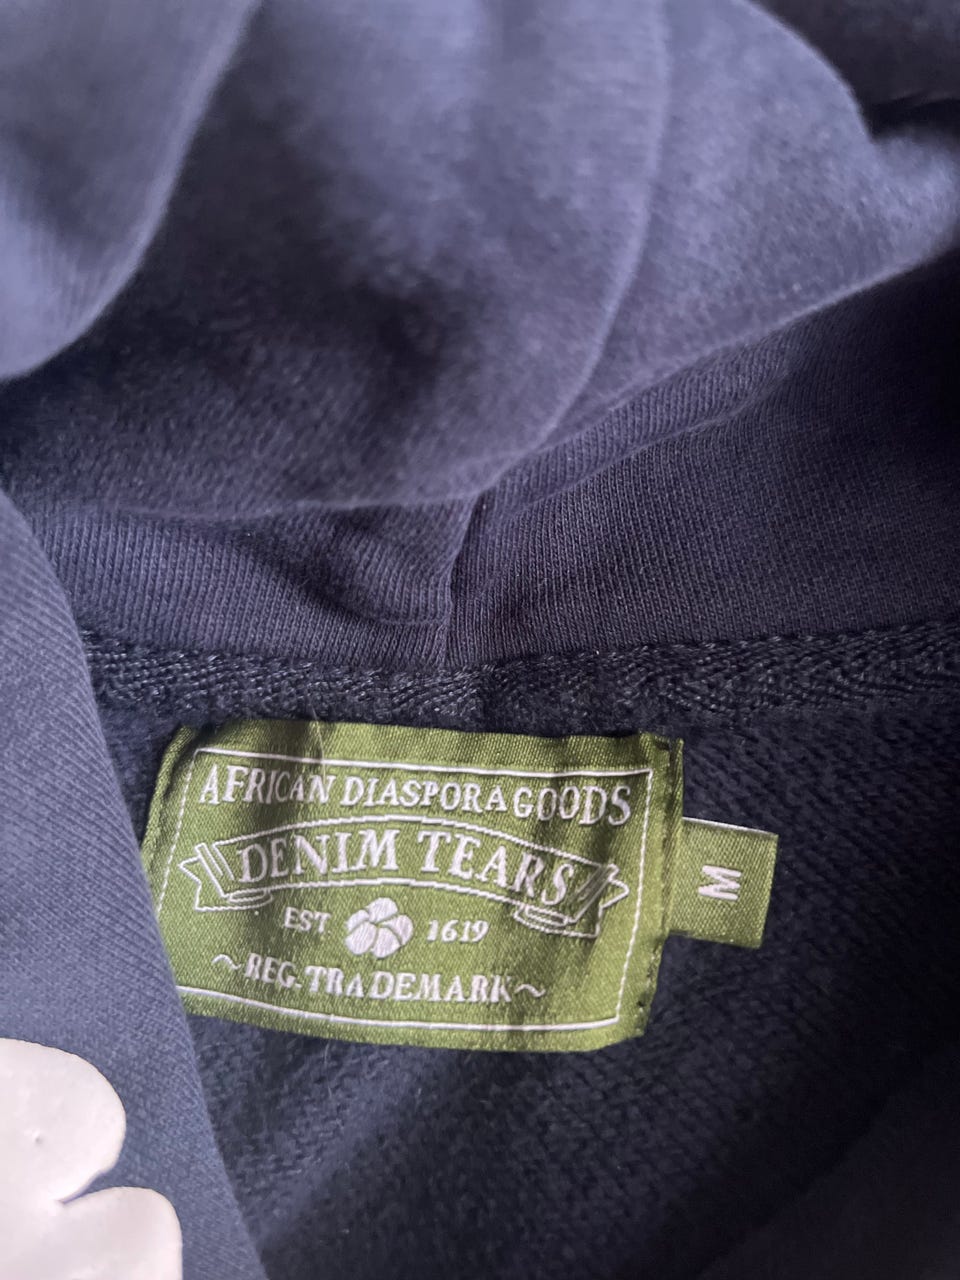 AFRICAN DIASPORA GOODS
DENIM TEARS
EST 1619
~REG. TRADEMARK~
M